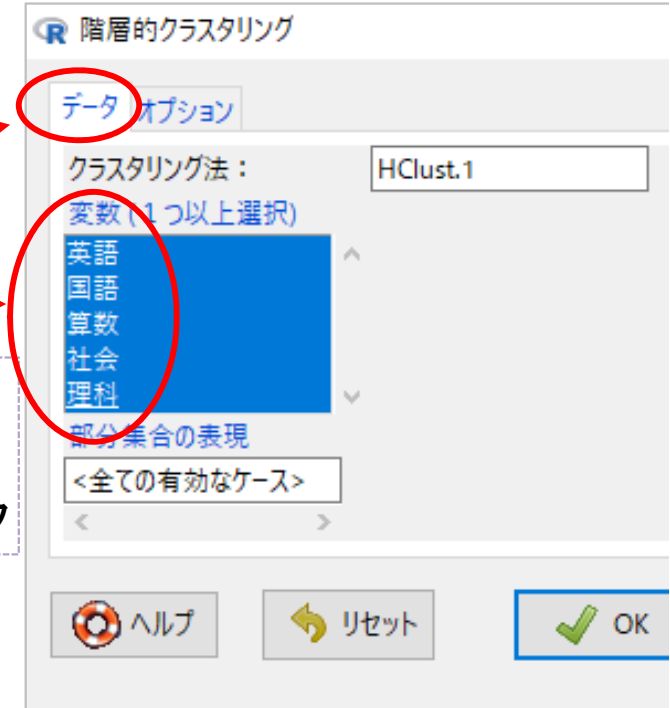 階層的クラスタリング
データ オプション
クラスタリング法： HClust.1
変数 (１つ以上選択)
英語
国語
算数
社会
理科
部分集合の表現
<全ての有効なケース>
ク
ヘルプ リセット OK